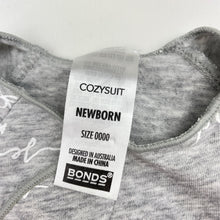 COZYSUIT
NEWBORN
SIZE 0000
DESIGNED IN AUSTRALIA
MADE IN CHINA
BONDS